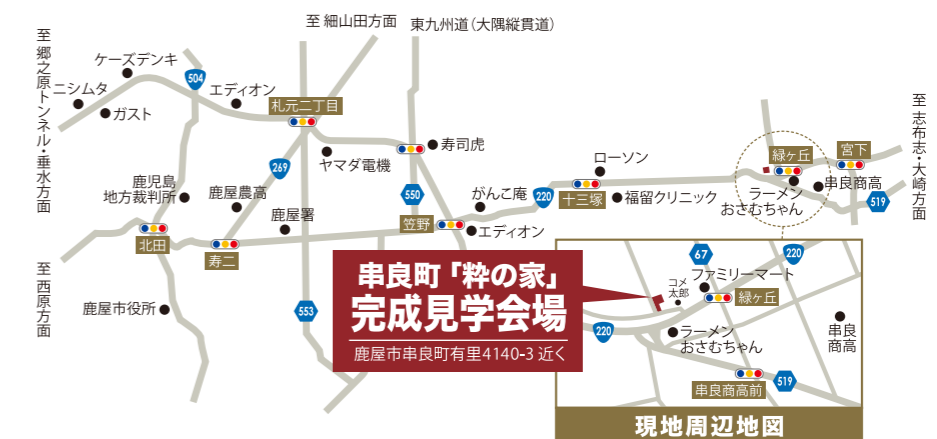 至 細山田方面
東九州道（大隅縦貫道）
至 郷之原トンネル・垂水方面
ケーズデンキ
ニシムタ
ガスト
504
エディオン
札元二丁目
269
ヤマダ電機
寿司虎
550
鹿児島
地方裁判所
鹿屋農高
鹿屋署
北田
寿二
笠野
がんこ庵
エディオン
220
ローソン
十三塚
福留クリニック
緑ヶ丘
宮下
ラーメン
おさむちゃん
串良商高
519
至 志布志・大崎方面
至 西原方面
鹿屋市役所
553
串良町「粋の家」
完成見学会場
鹿屋市串良町有里4140-3 近く
67
220
ファミリーマート
コメ
太郎
緑ヶ丘
220
ラーメン
おさむちゃん
串良
商高
串良商高前
519
現地周辺地図